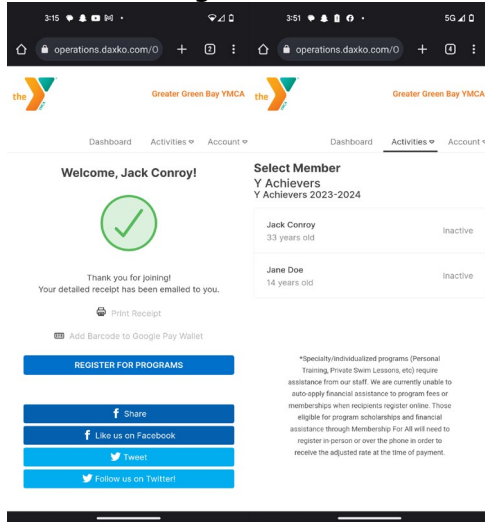 3:15
operations.daxko.com/O
2
the
YMCA
Greater Green Bay YMCA
Dashboard Activities Account
Welcome, Jack Conroy!
Thank you for joining!
Your detailed receipt has been emailed to you.
Print Receipt
Add Barcode to Google Pay Wallet
REGISTER FOR PROGRAMS
Share
Like us on Facebook
Tweet
Follow us on Twitter!
3:51 5G
operations.daxko.com/O
4
the
YMCA
Greater Green Bay YMCA
Dashboard Activities Account
Select Member
Y Achievers
Y Achievers 2023-2024
Jack Conroy
33 years old
Inactive
Jane Doe
14 years old
Inactive
*Specialty/Individualized programs (Personal
Training, Private Swim Lessons, etc) require
assistance from our staff. We are currently unable
to auto-apply financial assistance to program fees or
memberships when recipients register online. Those
eligible for program scholarships and financial
assistance through Membership For All will need to
register in-person or over the phone in order to
receive the adjusted rate at the time of payment.